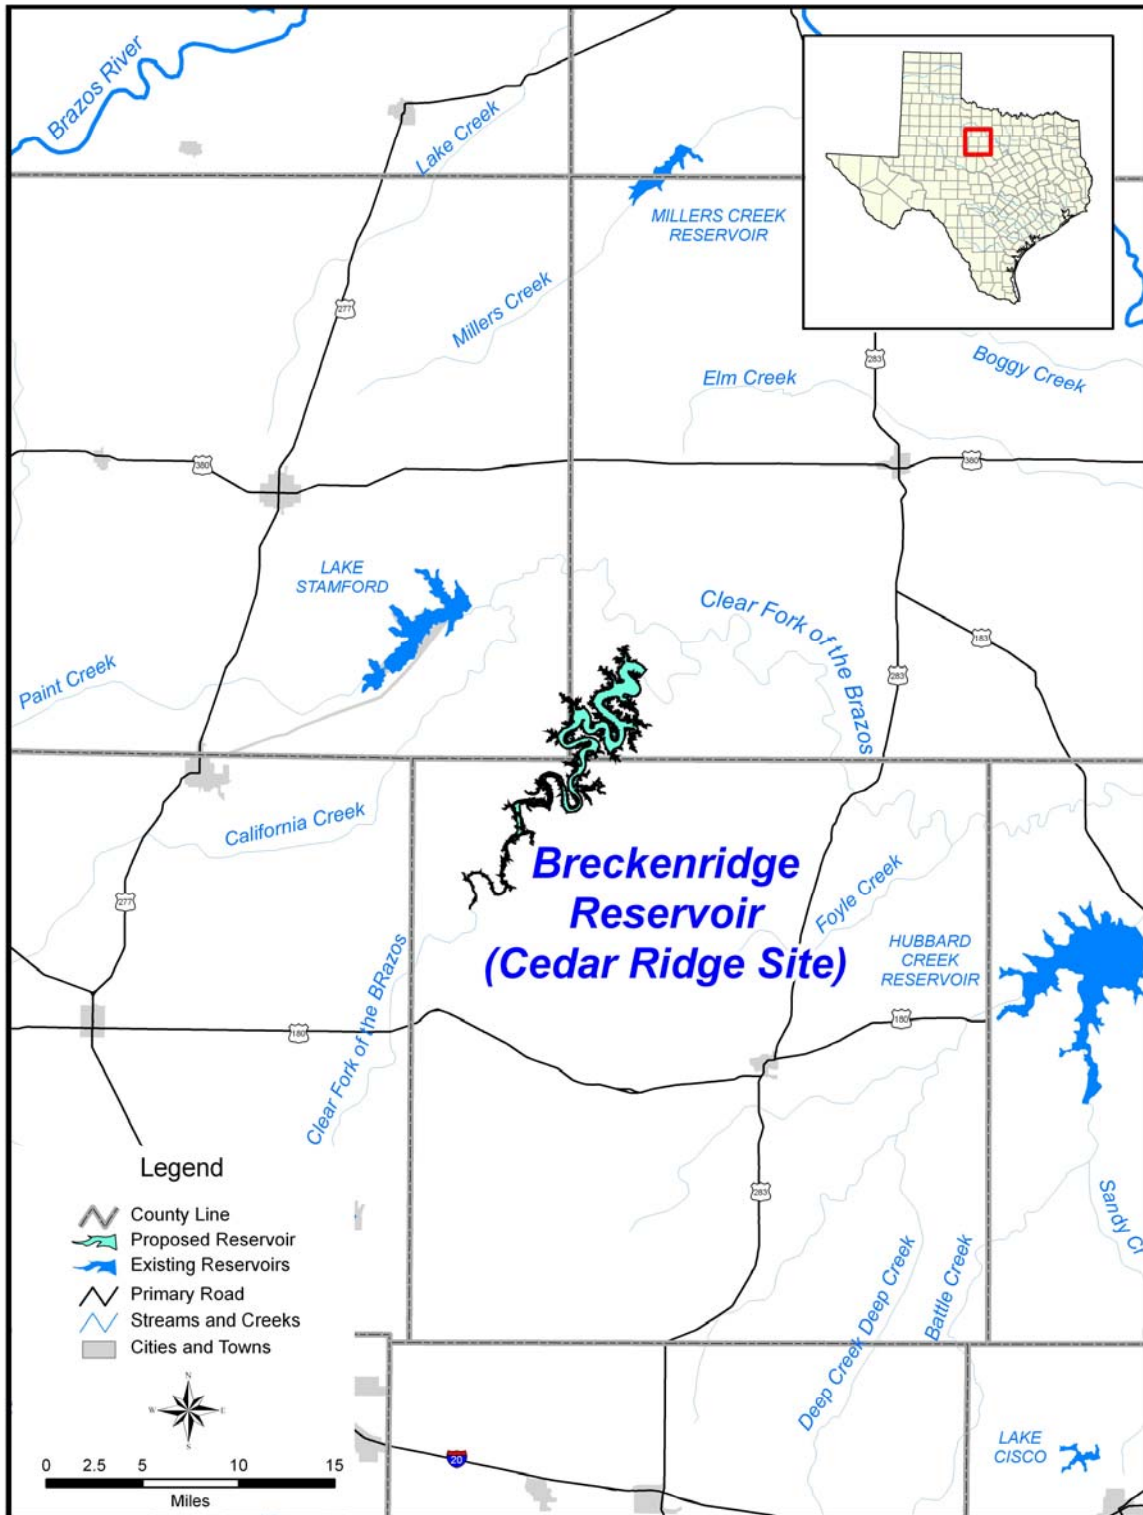 Brazos River
Lake Creek
MILLERS CREEK
RESERVOIR
277
Millers Creek
283
Boggy Creek
Elm Creek
380
380
LAKE
STAMFORD
Clear Fork of the Brazos
183
Paint Creek
283
California Creek
Breckenridge
Reservoir
(Cedar Ridge Site)
Foyle Creek
277
HUBBARD
CREEK
RESERVOIR
Clear Fork of the BRazos
180
180
283
Sandy C
Deep Creek Deep Creek
Battle Creek
LAKE
CISCO
20
Legend
County Line
Proposed Reservoir
Existing Reservoirs
Primary Road
Streams and Creeks
Cities and Towns
N
W
E
S
0 2.5 5 10 15
Miles